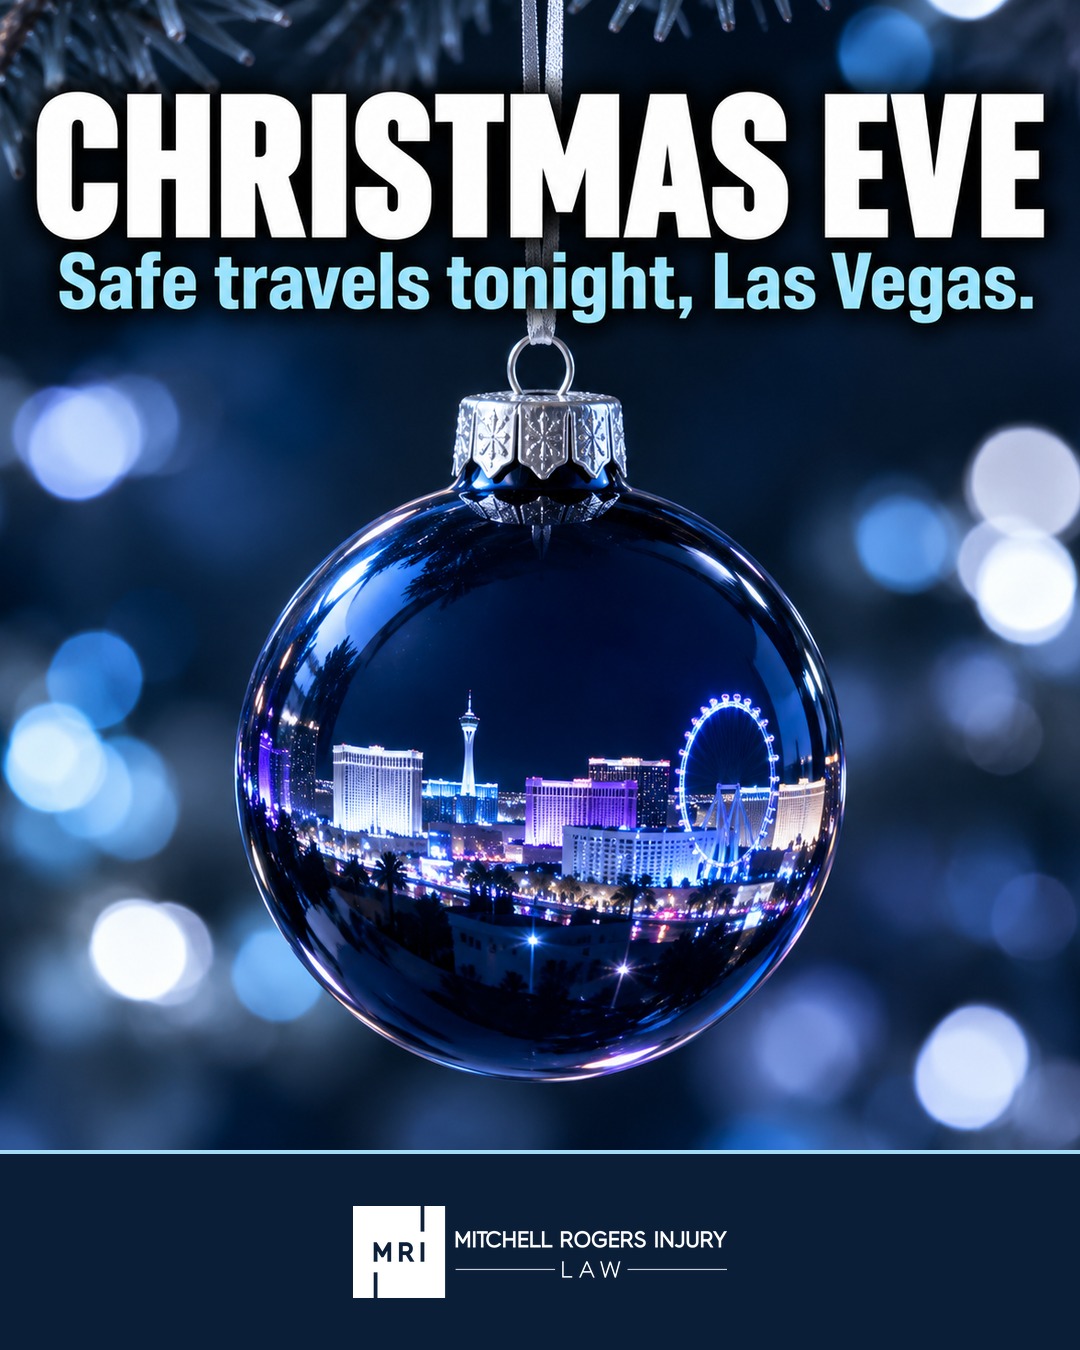 CHRISTMAS EVE
Safe travels tonight, Las Vegas.
MRI
MITCHELL ROGERS INJURY
LAW